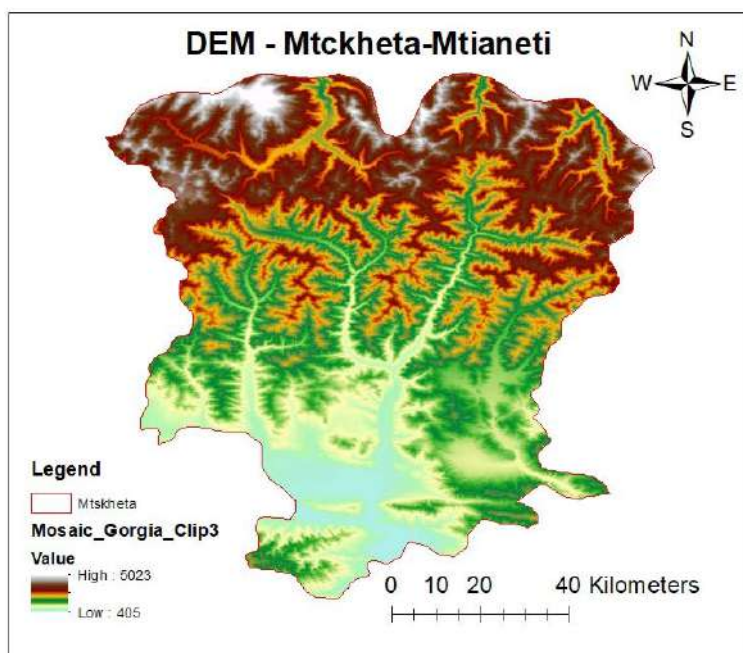 DEM - Mtckheta-Mtianeti
N
W E
S
Legend
Mtskheta
Mosaic_Gorgia_Clip3
Value
High : 5023
Low : 405
0 10 20 40 Kilometers